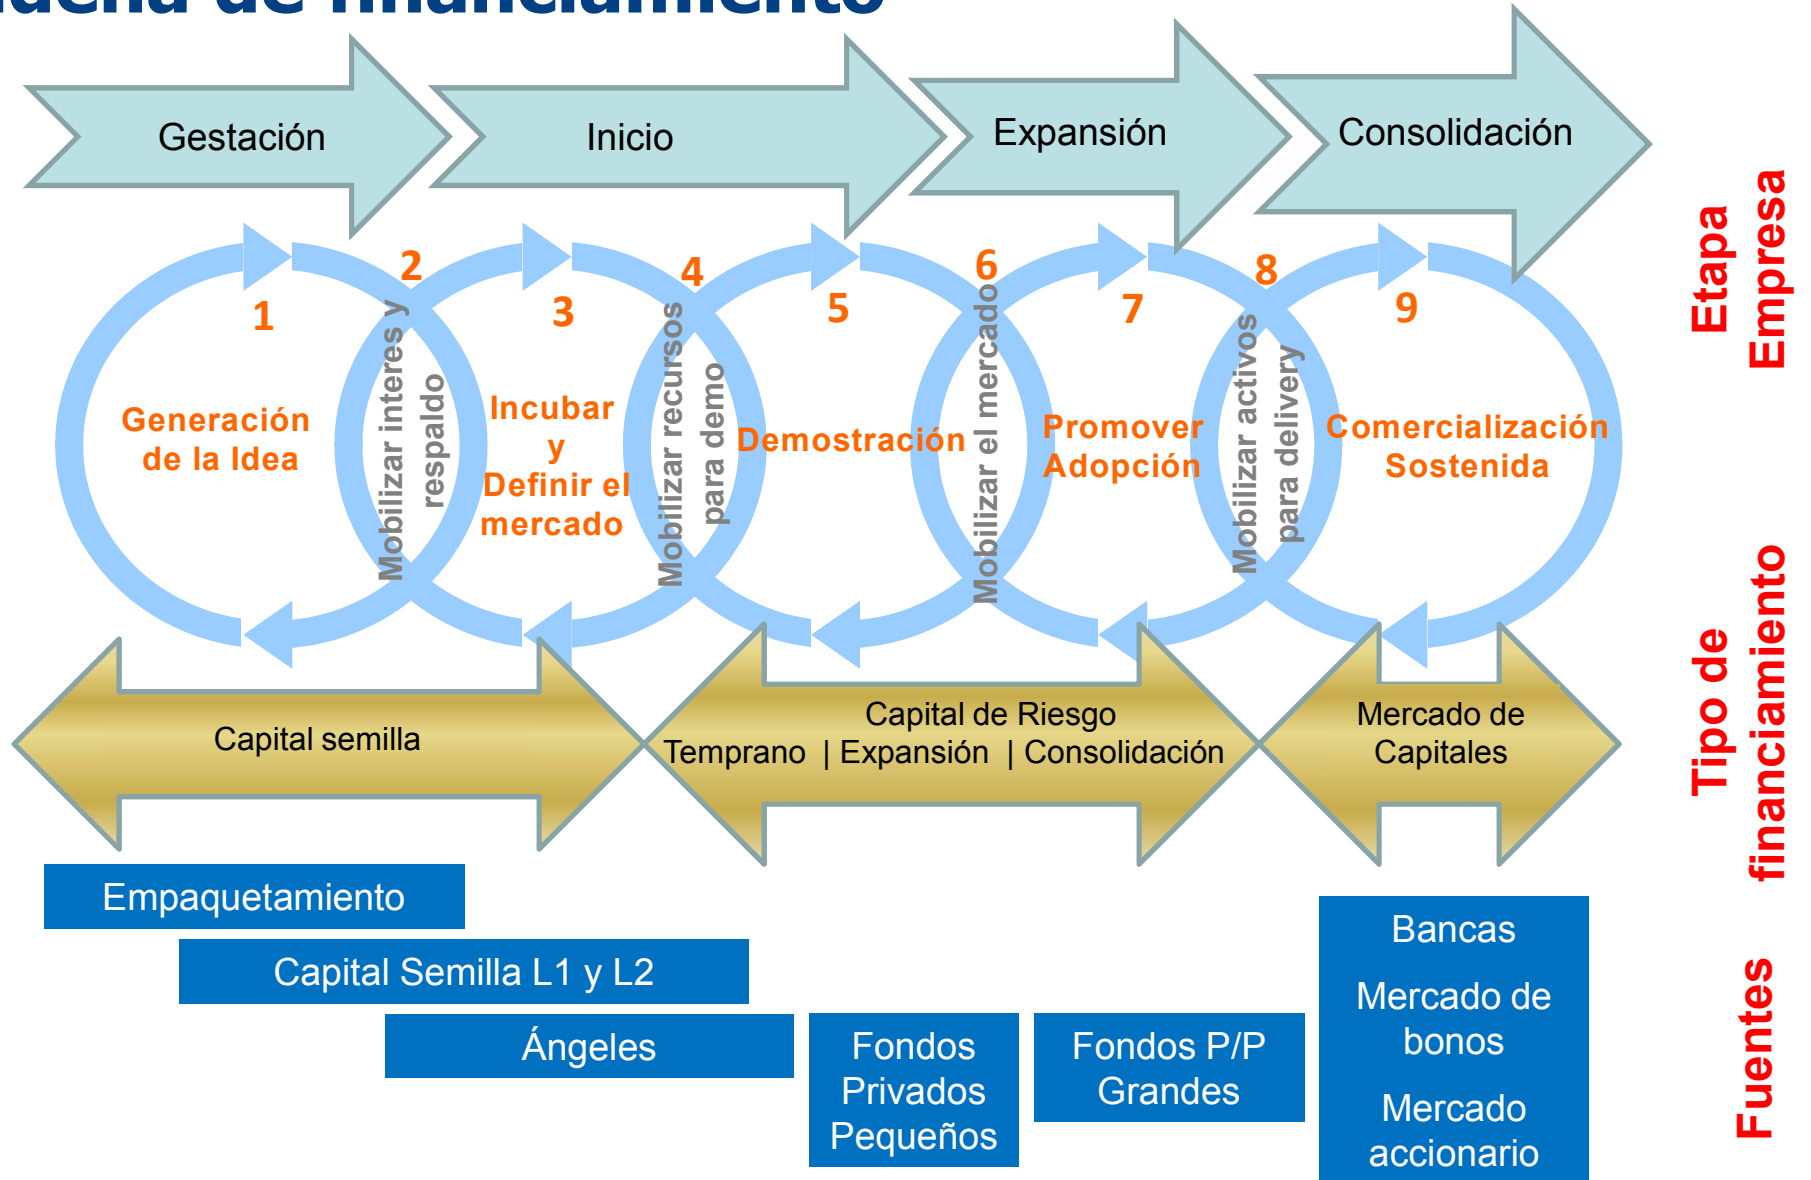 de financiamiento
Gestación
Inicio
Expansión
Consolidación
Etapa
Empresa
1
2
3
4
5
6
7
8
9
Generación
de la Idea
Mobilizar interes y
respaldo
Incubar
y
Definir el
mercado
Mobilizar recursos
para demo
Demostración
Mobilizar el mercado
Promover
Adopción
Mobilizar activos
para delivery
Comercialización
Sostenida
Tipo de
financiamiento
Capital semilla
Capital de Riesgo
Temprano | Expansión | Consolidación
Mercado de
Capitales
Fuentes
Empaquetamiento
Capital Semilla L1 y L2
Ángeles
Fondos
Privados
Pequeños
Fondos P/P
Grandes
Bancas
Mercado de
bonos
Mercado
accionario